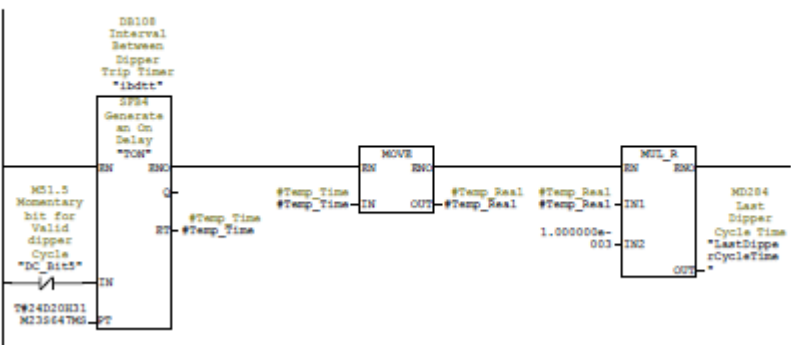 DB108
Interval
Between
Dipper
Trip Timer
"ibdtt"
SFB4
Generate
an On
Delay
"TON"
EN ENO
Q
#Temp_Time
ET #Temp_Time
M51.5
Momentary
bit for
Valid
dipper
Cycle
"DC_Bit5"
IN
T#24D20H31
M23S647MS PT
MOVE
EN ENO
#Temp_Time
#Temp_Time IN
#Temp_Real
OUT #Temp_Real
MUL_R
EN ENO
#Temp_Real
#Temp_Real IN1
1.000000e-
003 IN2
MD284
Last
Dipper
Cycle Time
"LastDippe
rCycleTime
"
OUT